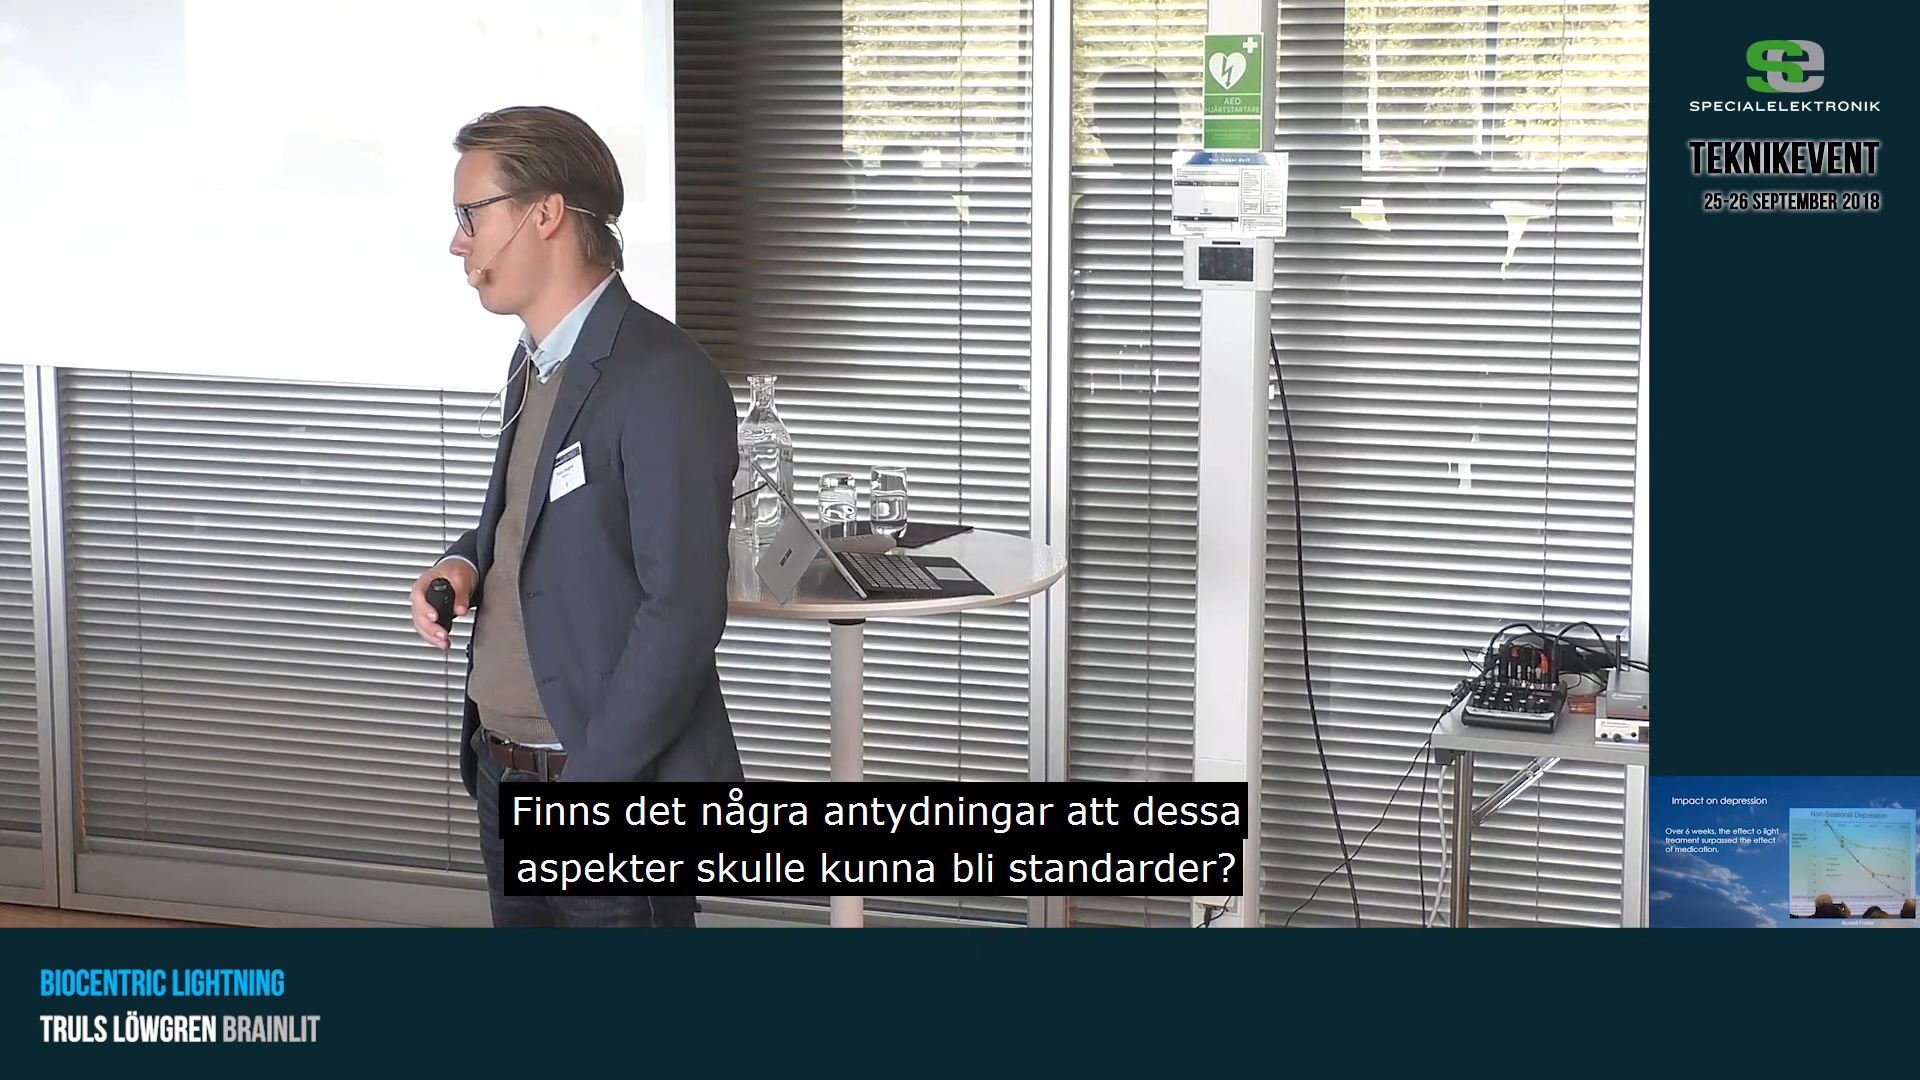 SPECIALELEKTRONIK
TEKNIKEVENT
25-26 SEPTEMBER 2018
AED
HJÄRTSTARTARE
Finns det några antydningar att dessa
aspekter skulle kunna bli standarder?
Impact on depression
Over 6 weeks, the effect o light
treament surpassed the effect
of medication.
Non-Seasonal Depression
BIOCENTRIC LIGHTNING
TRULS LÖWGREN BRAINLIT